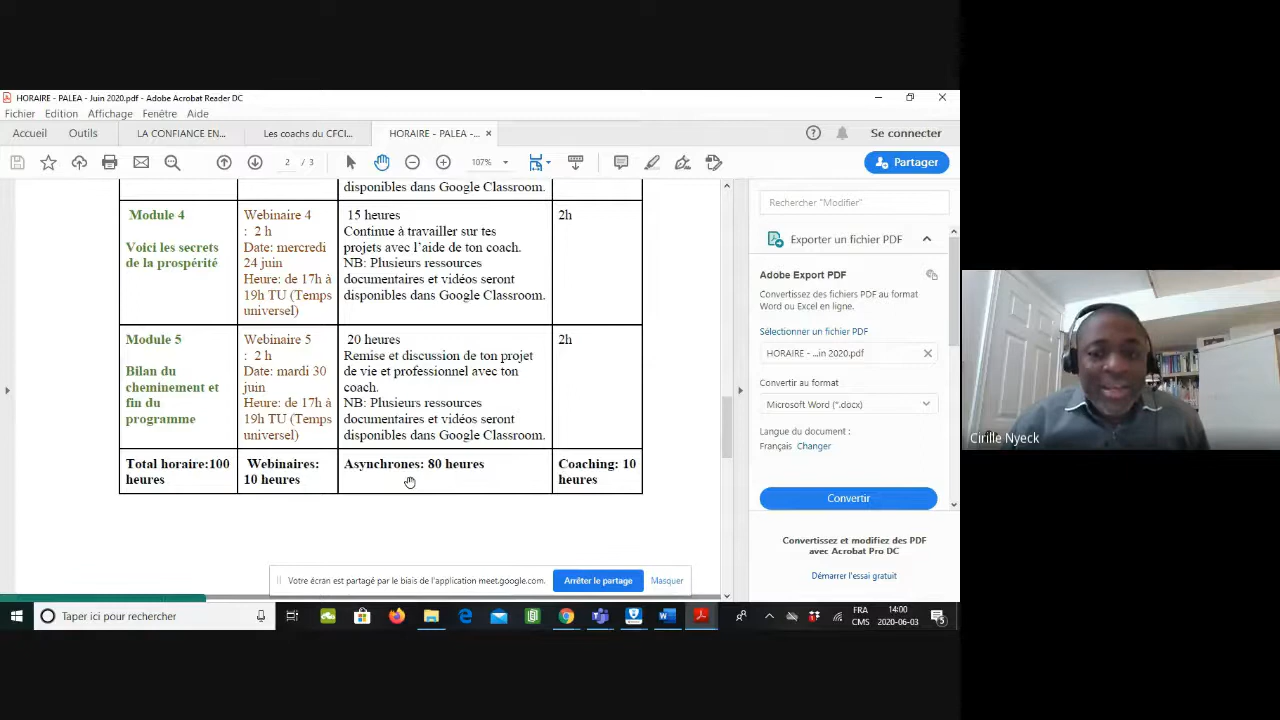 HORAIRE - PALEA - Juin 2020.pdf - Adobe Acrobat Reader DC
Fichier Edition Affichage Fenêtre Aide
Accueil Outils LA CONFIANCE EN... Les coachs du CFCI... HORAIRE - PALEA -... ×
Se connecter
2 / 3
107%
Partager
disponibles dans Google Classroom.
Module 4
Voici les secrets
de la prospérité
Webinaire 4
: 2 h
Date: mercredi
24 juin
Heure: de 17h à
19h TU (Temps
universel)
15 heures
Continue à travailler sur tes
projets avec l’aide de ton coach.
NB: Plusieurs ressources
documentaires et vidéos seront
disponibles dans Google Classroom.
2h
Module 5
Bilan du
cheminement et
fin du
programme
Webinaire 5
: 2 h
Date: mardi 30
juin
Heure: de 17h à
19h TU (Temps
universel)
20 heures
Remise et discussion de ton projet
de vie et professionnel avec ton
coach.
NB: Plusieurs ressources
documentaires et vidéos seront
disponibles dans Google Classroom.
2h
Total horaire:100
heures
Webinaires:
10 heures
Asynchrones: 80 heures
Coaching: 10
heures
Rechercher "Modifier"
Exporter un fichier PDF
Adobe Export PDF
Convertissez des fichiers PDF au format
Word ou Excel en ligne.
Sélectionner un fichier PDF
HORAIRE - ...in 2020.pdf
Convertir au format
Microsoft Word (*.docx)
Langue du document :
Français Changer
Convertir
Convertissez et modifiez des PDF
avec Acrobat Pro DC
Démarrer l'essai gratuit
Cirille Nyeck
Votre écran est partagé par le biais de l'application meet.google.com.
Arrêter le partage
Masquer
Taper ici pour rechercher
FRA
CMS
14:00
2020-06-03
5